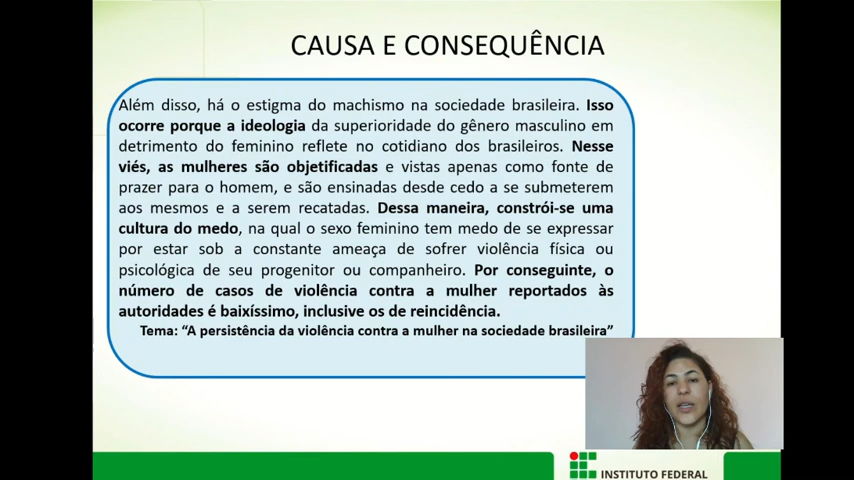 CAUSA E CONSEQUÊNCIA
Além disso, há o estigma do machismo na sociedade brasileira. Isso
ocorre porque a ideologia da superioridade do gênero masculino em
detrimento do feminino reflete no cotidiano dos brasileiros. Nesse
viés, as mulheres são objetificadas e vistas apenas como fonte de
prazer para o homem, e são ensinadas desde cedo a se submeterem
aos mesmos e a serem recatadas. Dessa maneira, constrói-se uma
cultura do medo, na qual o sexo feminino tem medo de se expressar
por estar sob a constante ameaça de sofrer violência física ou
psicológica de seu progenitor ou companheiro. Por conseguinte, o
número de casos de violência contra a mulher reportados às
autoridades é baixíssimo, inclusive os de reincidência.
Tema: “A persistência da violência contra a mulher na sociedade brasileira”
INSTITUTO FEDERAL